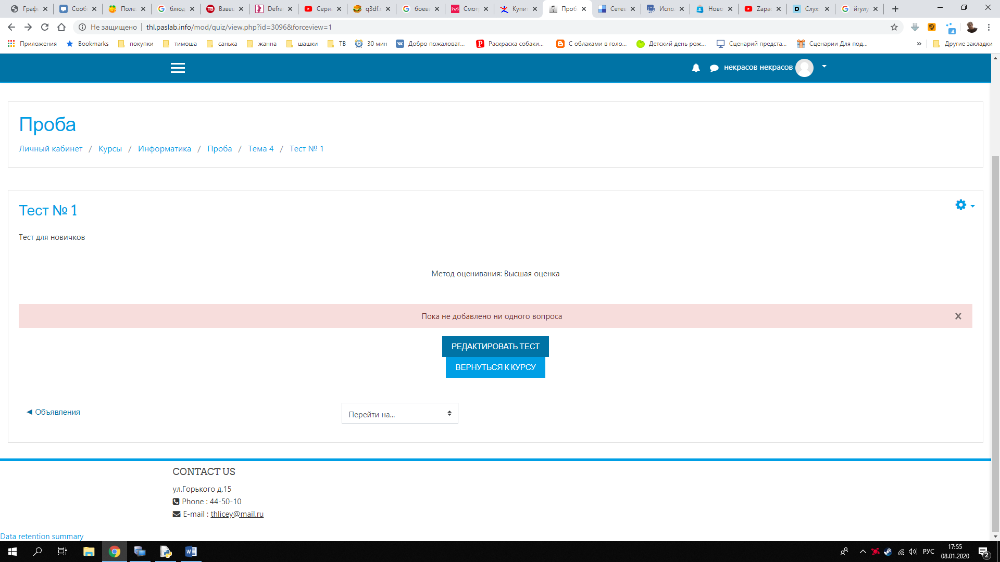 Граф
Сооб
Поле
блюд
Взвец
Defra
Сери
q3df.
боев
Смот
Купит
Проб
Сетев
Испо
Ново
Zapa
Слух
йгулу
Не защищено
thl.paslab.info/mod/quiz/view.php?id=3096&forceview=1
-4
Приложения
Bookmarks
покупки
тимоша
санька
жанна
шашки
ТВ
30 мин
Добро пожаловат...
Раскраска собаки...
С облаками в голо...
Детский день рож...
Сценарий предста...
Сценарии Для под...
»
Другие закладки
некрасов некрасов
Проба
Личный кабинет / Курсы / Информатика / Проба / Тема 4 / Тест № 1
Тест № 1
Тест для новичков
Метод оценивания: Высшая оценка
Пока не добавлено ни одного вопроса
РЕДАКТИРОВАТЬ ТЕСТ
ВЕРНУТЬСЯ К КУРСУ
◄ Объявления
Перейти на...
CONTACT US
ул.Горького д.15
Phone : 44-50-10
E-mail : thlicey@mail.ru
Data retention summary
РУС
17:55
08.01.2020
2